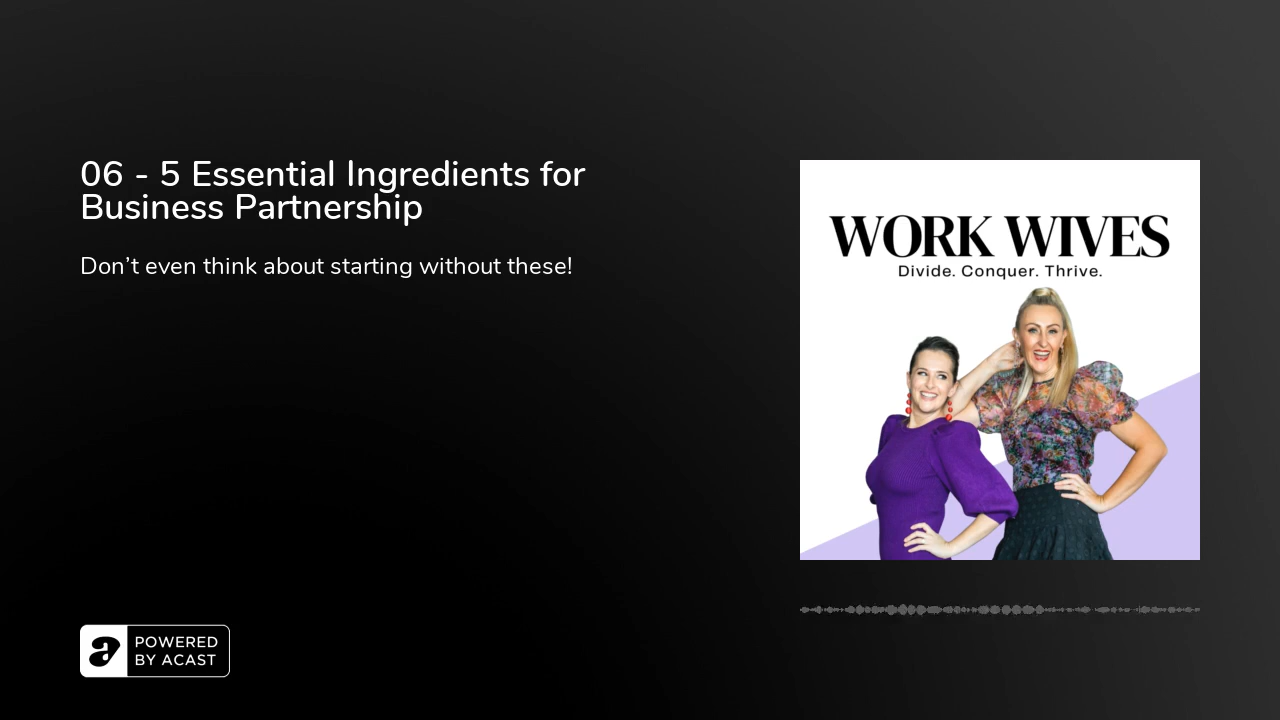 06 - 5 Essential Ingredients for
Business Partnership
Don’t even think about starting without these!
WORK WIVES
Divide. Conquer. Thrive.
a POWERED
BY ACAST